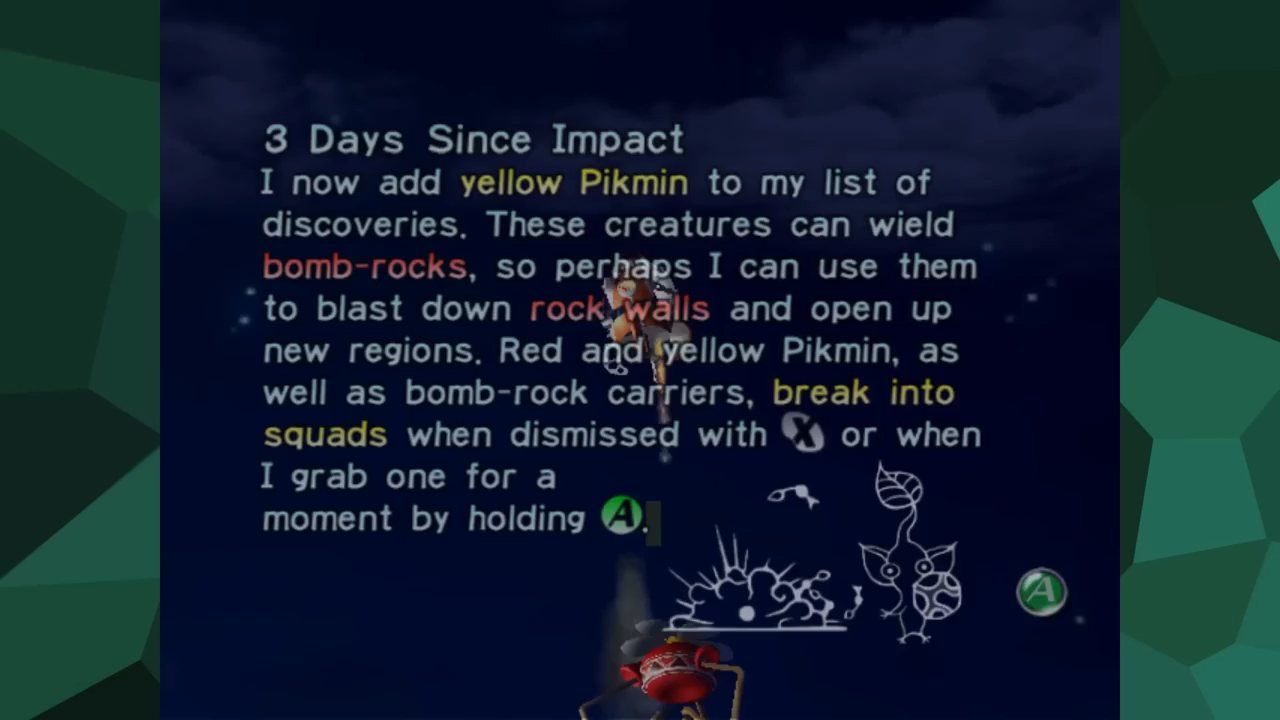 3 Days Since Impact
I now add yellow Pikmin to my list of
discoveries. These creatures can wield
bomb-rocks, so perhaps I can use them
to blast down rock walls and open up
new regions. Red and yellow Pikmin, as
well as bomb-rock carriers, break into
squads when dismissed with X or when
I grab one for a
moment by holding A.
A